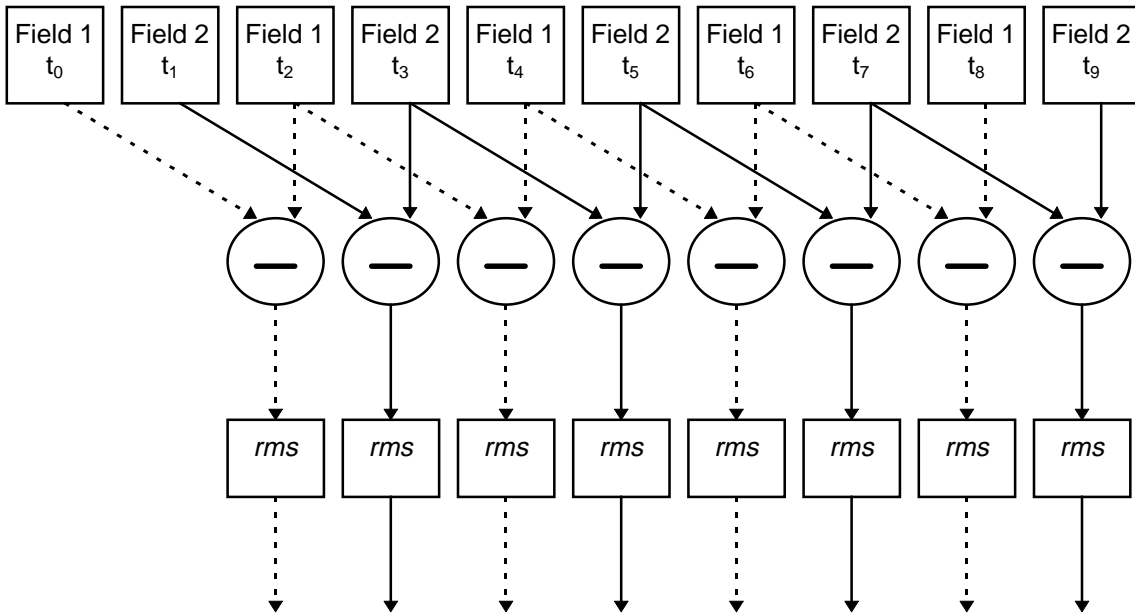 Field 1
t₀
Field 2
t₁
Field 1
t₂
Field 2
t₃
Field 1
t₄
Field 2
t₅
Field 1
t₆
Field 2
t₇
Field 1
t₈
Field 2
t₉
rms
rms
rms
rms
rms
rms
rms
rms